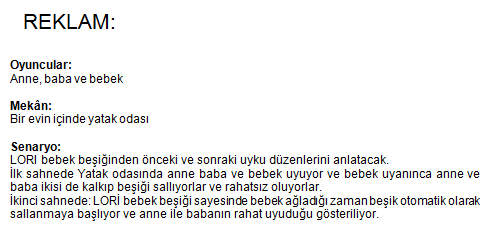 REKLAM:
Oyuncular:
Anne, baba ve bebek
Mekân:
Bir evin içinde yatak odası
Senaryo:
LORI bebek beşiğinden önceki ve sonraki uyku düzenlerini anlatacak.
İlk sahnede Yatak odasında anne baba ve bebek uyuyor ve bebek uyanınca anne ve
baba ikisi de kalkıp beşiği sallıyorlar ve rahatsız oluyorlar.
İkinci sahnede: LORİ bebek beşiği sayesinde bebek ağladığı zaman beşik otomatik olarak
sallanmaya başlıyor ve anne ile babanın rahat uyuduğu gösteriliyor.